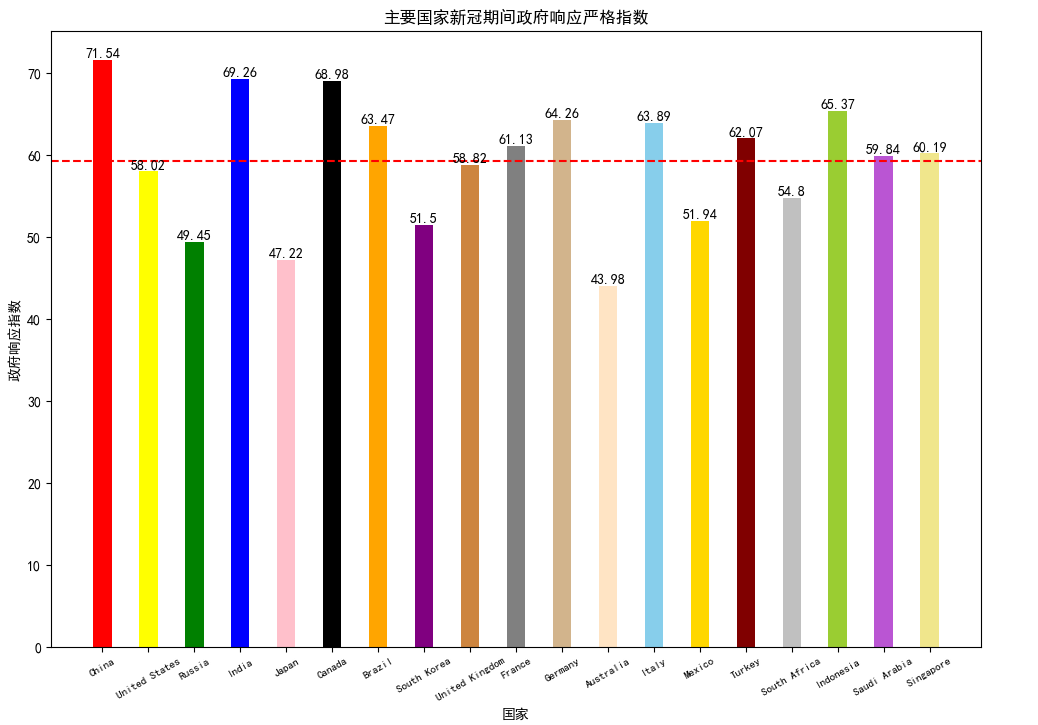 主要国家新冠期间政府响应严格指数
政府响应指数
70
60
50
40
30
20
10
0
71.54
58.02
49.45
69.26
47.22
68.98
63.47
51.5
58.82
61.13
64.26
43.98
63.89
51.94
62.07
54.8
65.37
59.84
60.19
China
United States
Russia
India
Japan
Canada
Brazil
South Korea
United Kingdom
France
Germany
Australia
Italy
Mexico
Turkey
South Africa
Indonesia
Saudi Arabia
Singapore
国家